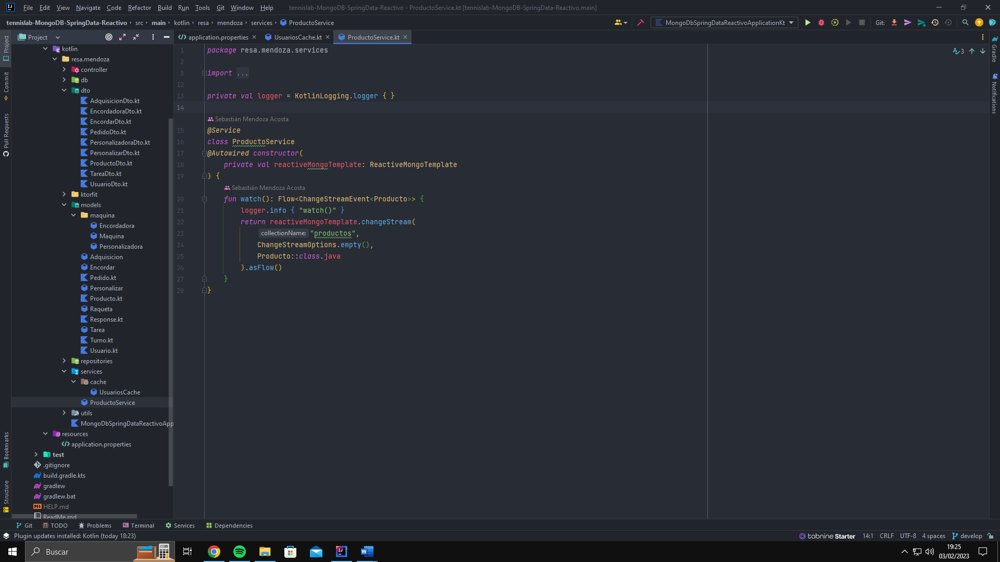 File Edit View Navigate Code Refactor Build Run Tools Git Window Help tennislab-MongoDB-SpringData-Reactivo - ProductoService.kt [tennislab-MongoDB-SpringData-Reactivo.main]
tennislab-MongoDB-SpringData-Reactivo › src › main › kotlin › resa › mendoza › services › ProductoService MongoDbSpringDataReactivoApplicationKt Git:
Project
application.properties UsuariosCache.kt ProductoService.kt
Project
Commit
Pull Requests
Bookmarks
Structure
kotlin
resa.mendoza
controller
db
dto
AdquisicionDto.kt
EncordadoraDto.kt
EncordarDto.kt
PedidoDto.kt
PersonalizadoraDto.kt
PersonalizarDto.kt
ProductoDto.kt
TareaDto.kt
UsuarioDto.kt
ktorfit
models
maquina
Encordadora
Maquina
Personalizadora
Adquisicion
Encordar
Pedido.kt
Personalizar
Producto.kt
Raqueta
Response.kt
Tarea
Turno.kt
Usuario.kt
repositories
services
cache
UsuariosCache
ProductoService
utils
MongoDbSpringDataReactivoApp
resources
application.properties
test
.gitignore
build.gradle.kts
gradlew
gradlew.bat
HELP.md
ReadMe.md
1 package resa.mendoza.services
2
3 import ...
12
13 private val logger = KotlinLogging.logger { }
14
Sebastián Mendoza Acosta
15 @Service
16 class ProductoService
17 @Autowired constructor(
18 private val reactiveMongoTemplate: ReactiveMongoTemplate
19 ) {
Sebastián Mendoza Acosta
20 fun watch(): Flow<ChangeStreamEvent<Producto>> {
21 logger.info { "watch()" }
22 return reactiveMongoTemplate.changeStream(
23 collectionName: "productos",
24 ChangeStreamOptions.empty(),
25 Producto::class.java
26 ).asFlow()
27 }
28 }
3
Gradle
Notifications
Git TODO Problems Terminal Services Dependencies
Plugin updates installed: Kotlin (today 18:23) tabnine Starter 14:1 CRLF UTF-8 4 spaces develop
Buscar
19:25
03/02/2023